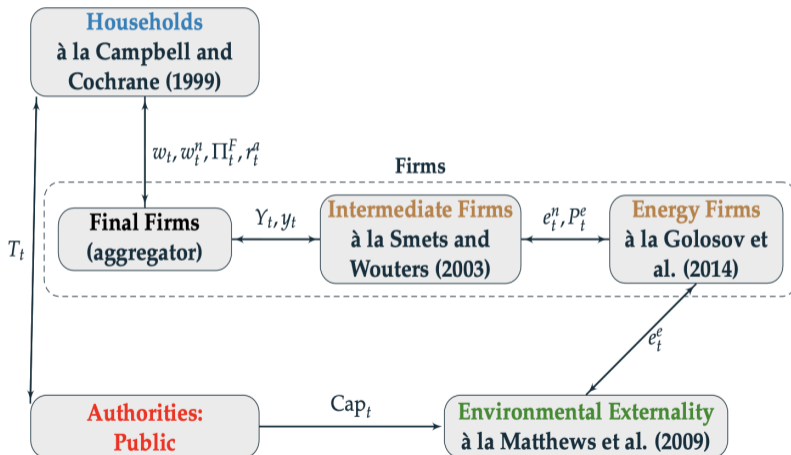 Households
à la Campbell and
Cochrane (1999)
w_t, w_t^n, Π_t^F, r_t^a
Firms
Final Firms
(aggregator)
Y_t, y_t
Intermediate Firms
à la Smets and
Wouters (2003)
e_t^n, P_t^e
Energy Firms
à la Golosov et
al. (2014)
T_t
e_t^e
Authorities:
Public
Cap_t
Environmental Externality
à la Matthews et al. (2009)